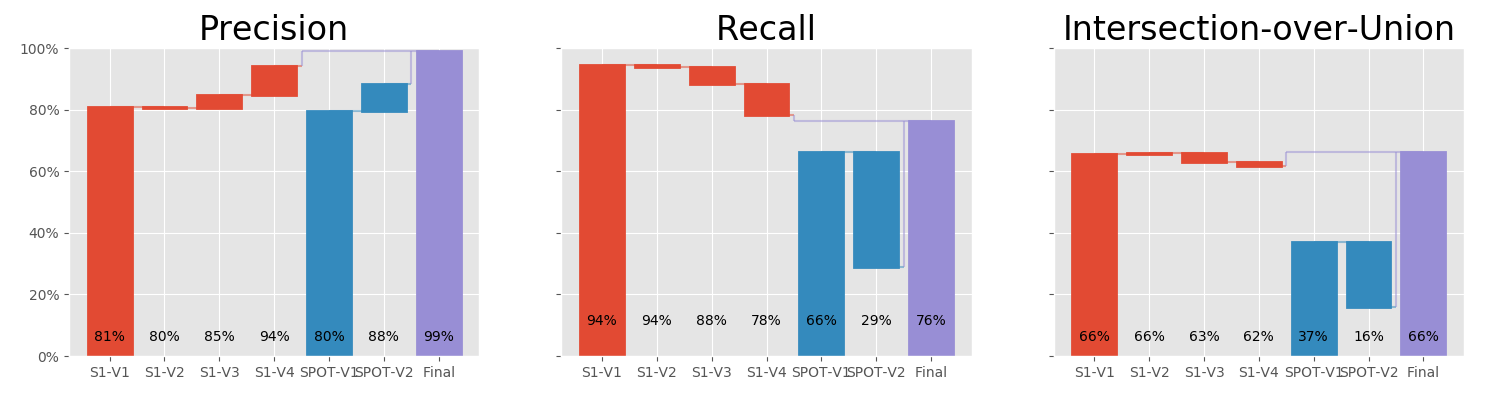 Precision
100%
80%
60%
40%
20%
0%
81%
80%
85%
94%
80%
88%
99%
S1-V1
S1-V2
S1-V3
S1-V4
SPOT-V1
SPOT-V2
Final
Recall
94%
94%
88%
78%
66%
29%
76%
S1-V1
S1-V2
S1-V3
S1-V4
SPOT-V1
SPOT-V2
Final
Intersection-over-Union
66%
66%
63%
62%
37%
16%
66%
S1-V1
S1-V2
S1-V3
S1-V4
SPOT-V1
SPOT-V2
Final